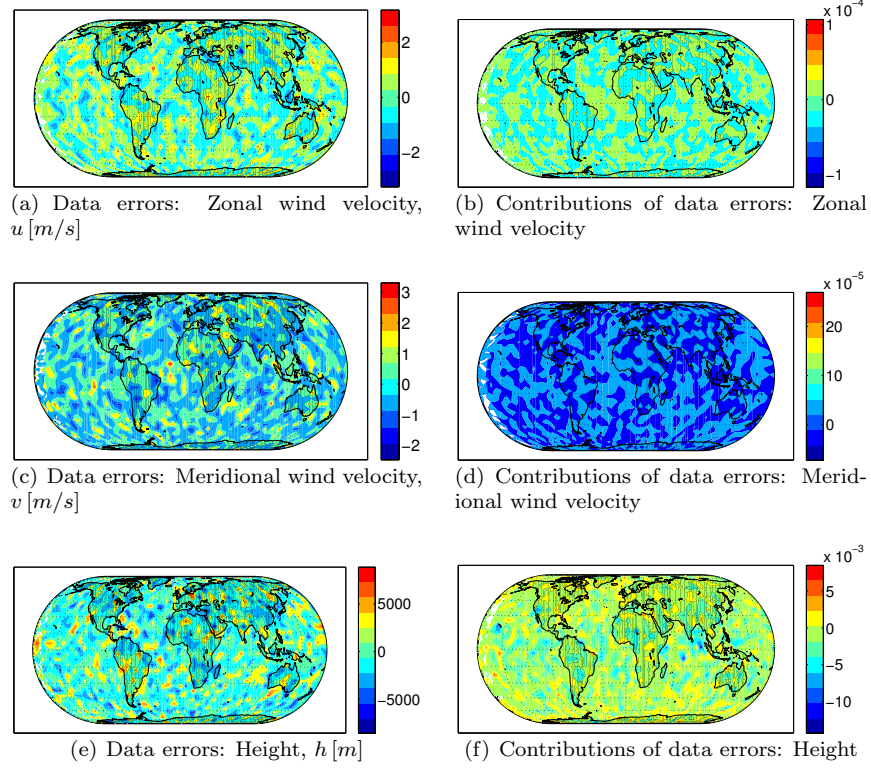 x 10⁻⁴
2
0
−2
1
0
−1
(a) Data errors: Zonal wind velocity,
u [m/s]
(b) Contributions of data errors: Zonal
wind velocity
3
2
1
0
−1
−2
x 10⁻⁵
20
10
0
(c) Data errors: Meridional wind velocity,
v [m/s]
(d) Contributions of data errors: Merid-
ional wind velocity
5000
0
−5000
x 10⁻³
5
0
−5
−10
(e) Data errors: Height, h [m]
(f) Contributions of data errors: Height